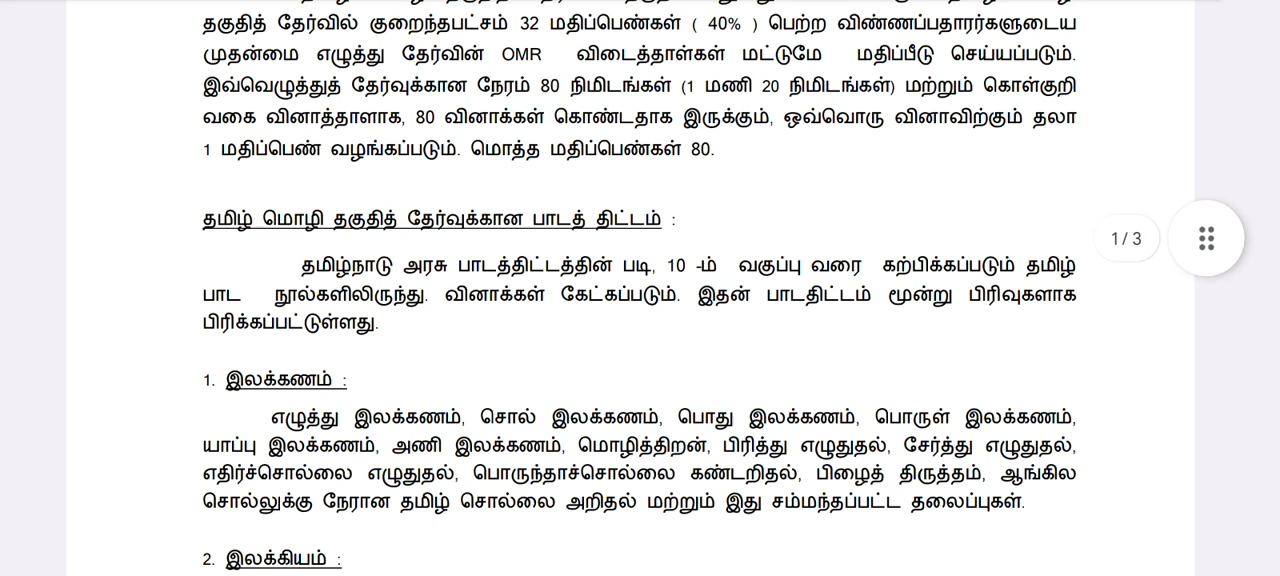 தகுதித் தேர்வில் குறைந்தபட்சம் 32 மதிப்பெண்கள் ( 40% ) பெற்ற விண்ணப்பதாரர்களுடைய
முதன்மை எழுத்து தேர்வின் OMR விடைத்தாள்கள் மட்டுமே மதிப்பீடு செய்யப்படும்.
இவ்வெழுத்துத் தேர்வுக்கான நேரம் 80 நிமிடங்கள் (1 மணி 20 நிமிடங்கள்) மற்றும் கொள்குறி
வகை வினாத்தாளாக, 80 வினாக்கள் கொண்டதாக இருக்கும், ஒவ்வொரு வினாவிற்கும் தலா
1 மதிப்பெண் வழங்கப்படும். மொத்த மதிப்பெண்கள் 80.
தமிழ் மொழி தகுதித் தேர்வுக்கான பாடத் திட்டம் :
1 / 3
தமிழ்நாடு அரசு பாடத்திட்டத்தின் படி, 10 -ம் வகுப்பு வரை கற்பிக்கப்படும் தமிழ்
பாட நூல்களிலிருந்து. வினாக்கள் கேட்கப்படும். இதன் பாடதிட்டம் மூன்று பிரிவுகளாக
பிரிக்கப்பட்டுள்ளது.
1. இலக்கணம் :
எழுத்து இலக்கணம், சொல் இலக்கணம், பொது இலக்கணம், பொருள் இலக்கணம்,
யாப்பு இலக்கணம், அணி இலக்கணம், மொழித்திறன், பிரித்து எழுதுதல், சேர்த்து எழுதுதல்,
எதிர்ச்சொல்லை எழுதுதல், பொருந்தாச்சொல்லை கண்டறிதல், பிழைத் திருத்தம், ஆங்கில
சொல்லுக்கு நேரான தமிழ் சொல்லை அறிதல் மற்றும் இது சம்மந்தப்பட்ட தலைப்புகள்.
2. இலக்கியம் :